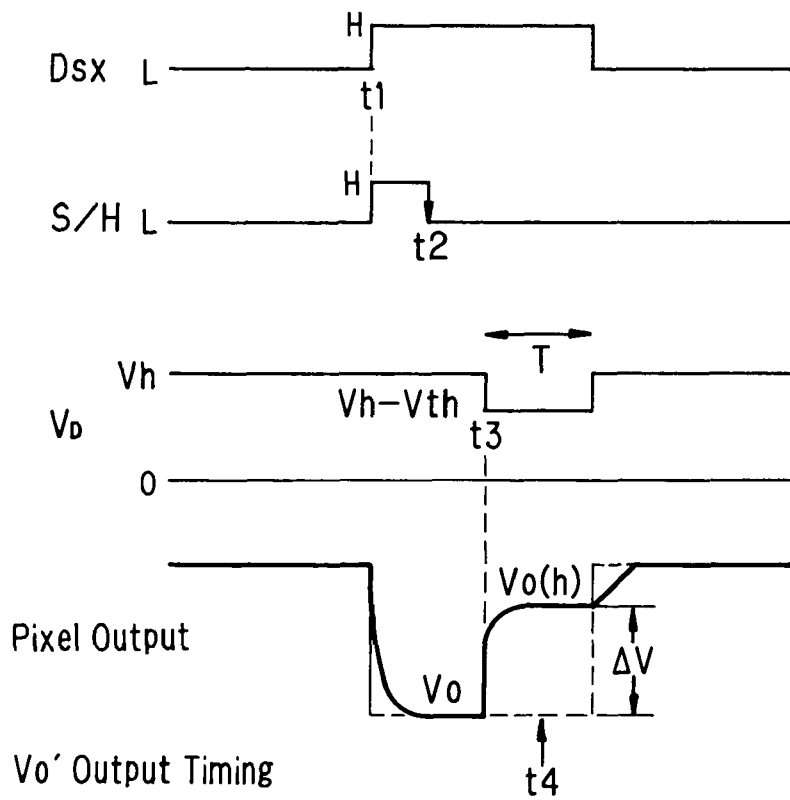 H
Dsx L
t1
H
S/H L
t2
T
Vh
Vh-Vth
VD
t3
0
Vo(h)
Pixel Output
ΔV
Vo
Vo´ Output Timing
t4